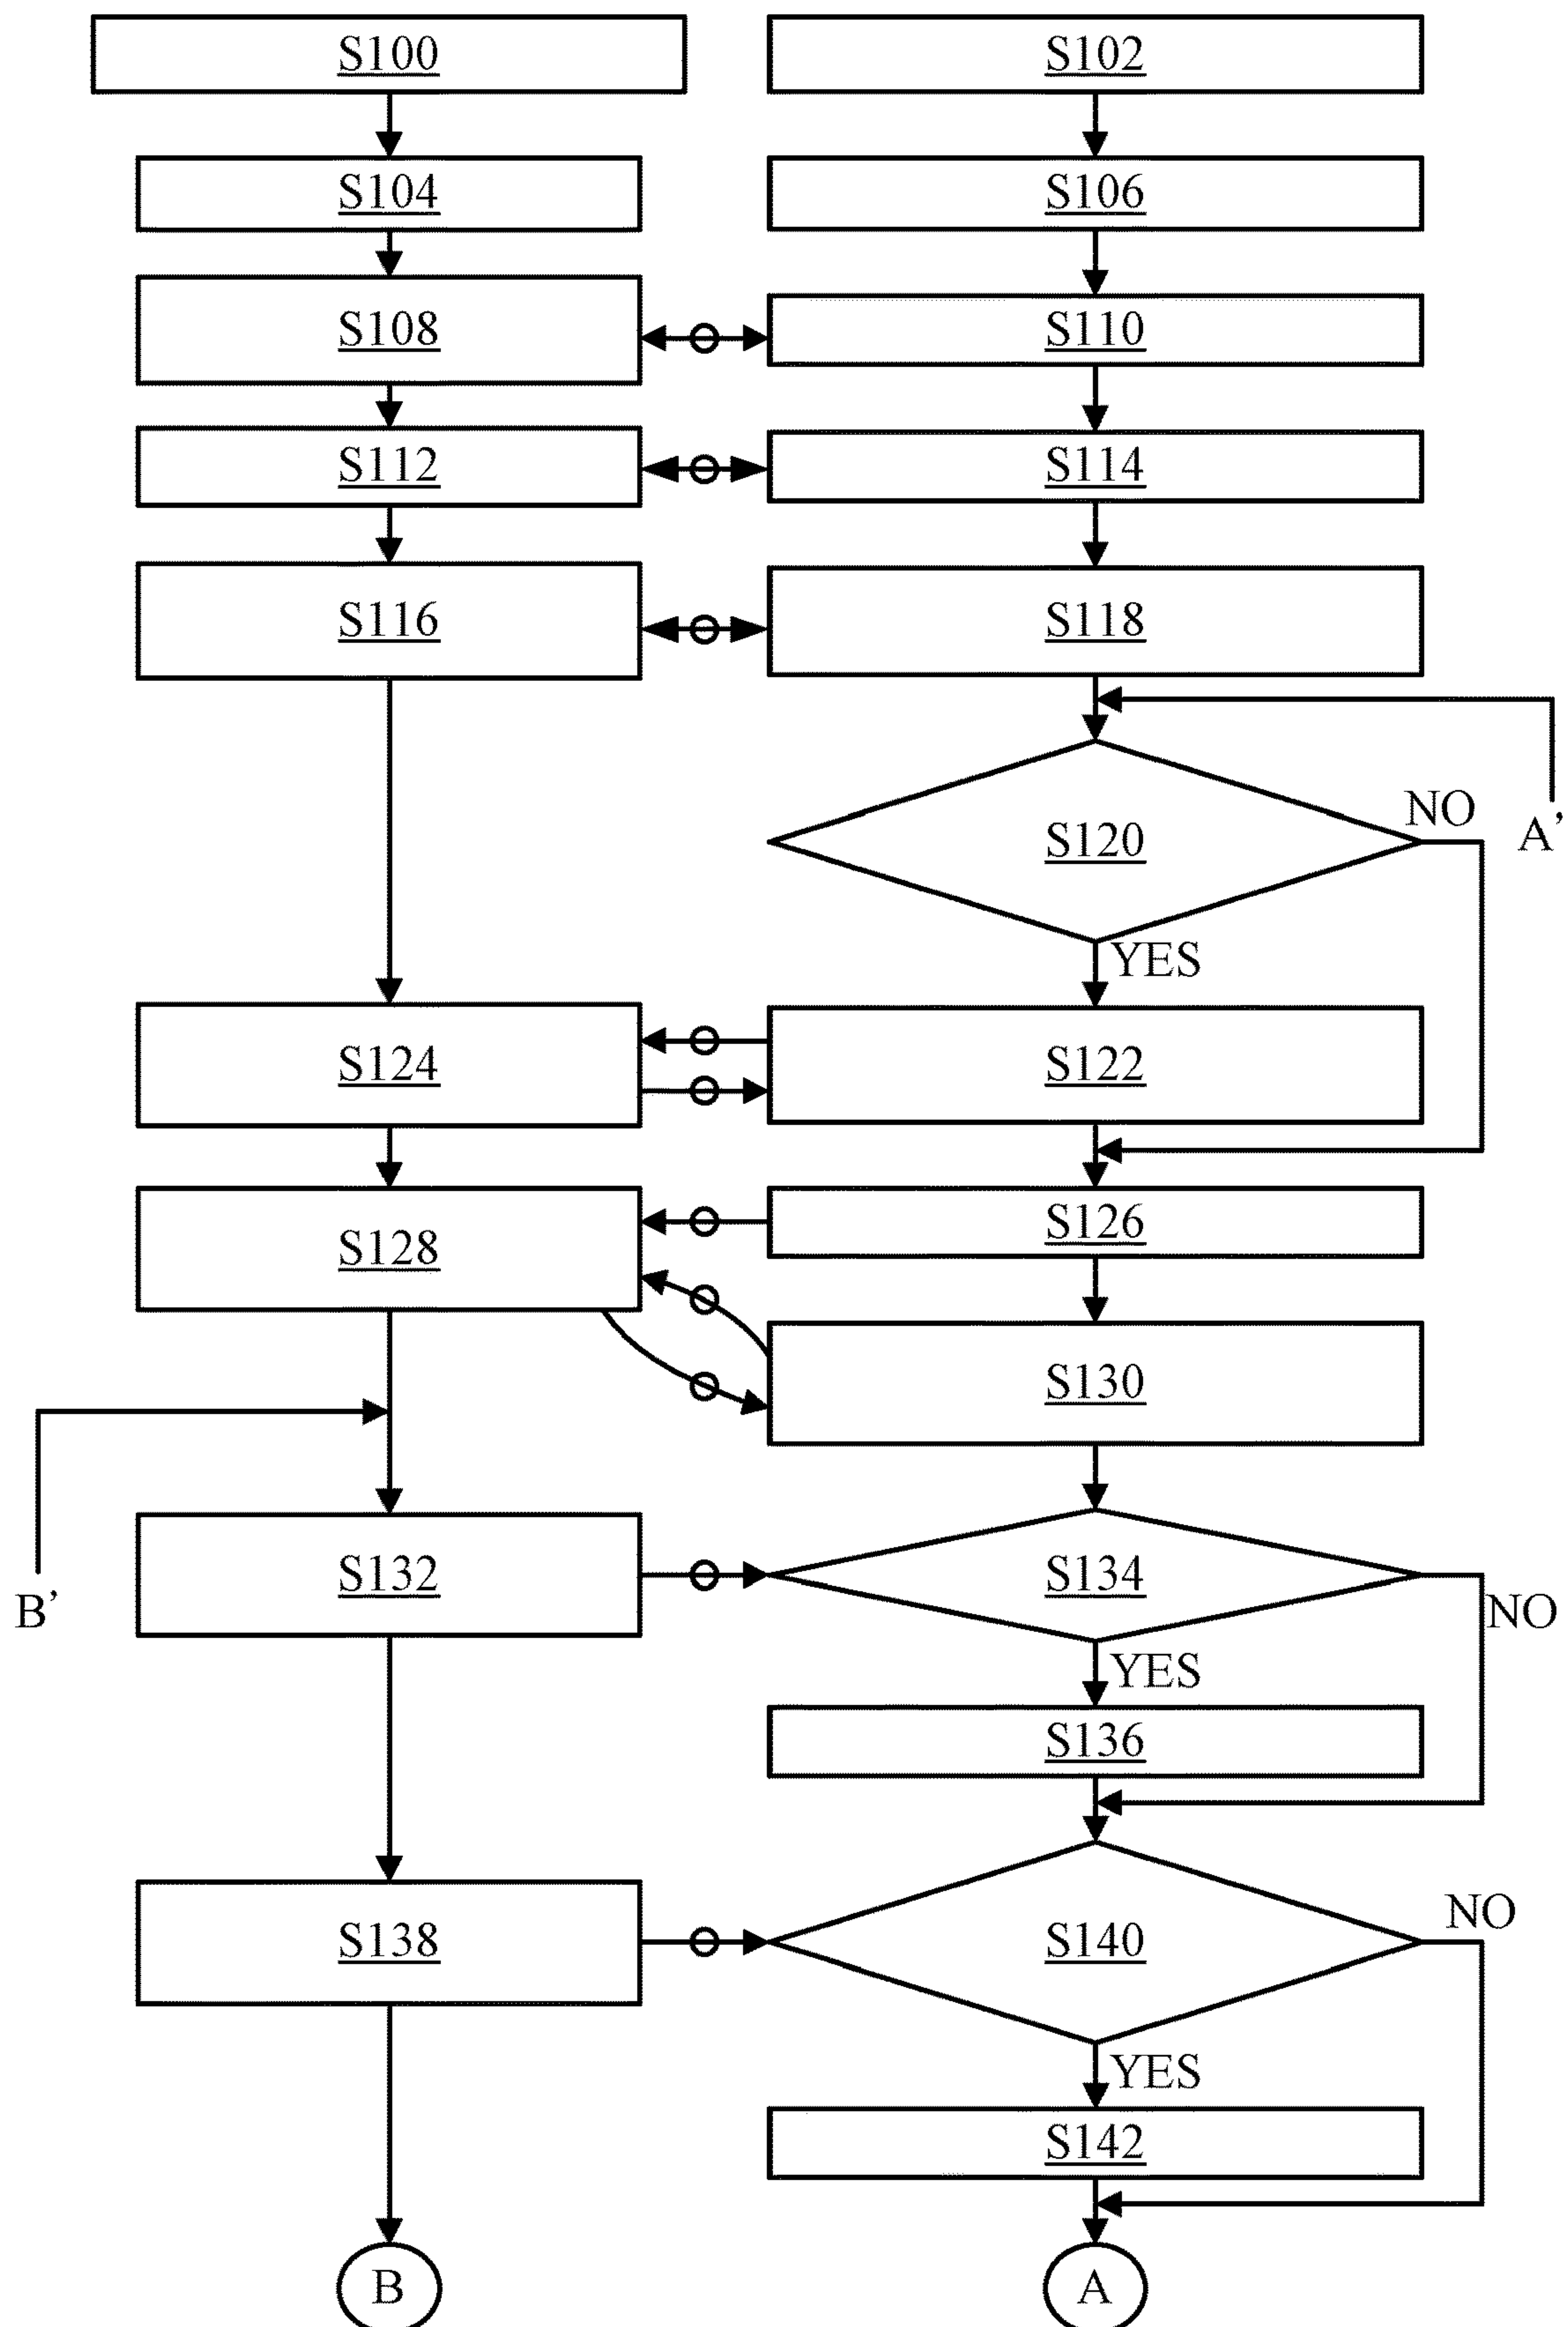 S100 S102
S104 S106
S108 S110
S112 S114
S116 S118
NO
S120 A’
YES
S124 S122
S126
S128
S130
S132 S134
B’ NO
YES
S136
NO
S138 S140
YES
S142
B A